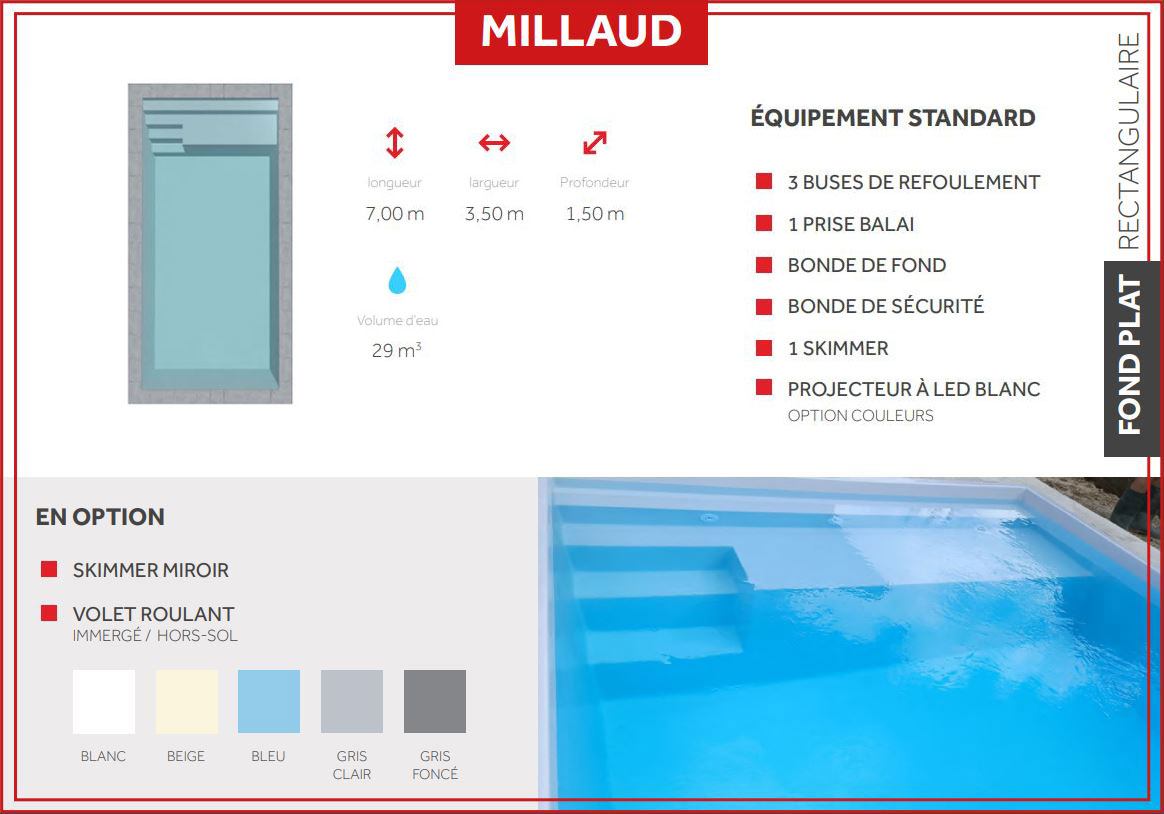 MILLAUD
RECTANGULAIRE
FOND PLAT
longueur
7,00 m
largueur
3,50 m
Profondeur
1,50 m
Volume d'eau
29 m³
ÉQUIPEMENT STANDARD
3 BUSES DE REFOULEMENT
1 PRISE BALAI
BONDE DE FOND
BONDE DE SÉCURITÉ
1 SKIMMER
PROJECTEUR À LED BLANC
OPTION COULEURS
EN OPTION
SKIMMER MIROIR
VOLET ROULANT
IMMERGÉ / HORS-SOL
BLANC
BEIGE
BLEU
GRIS
CLAIR
GRIS
FONCÉ